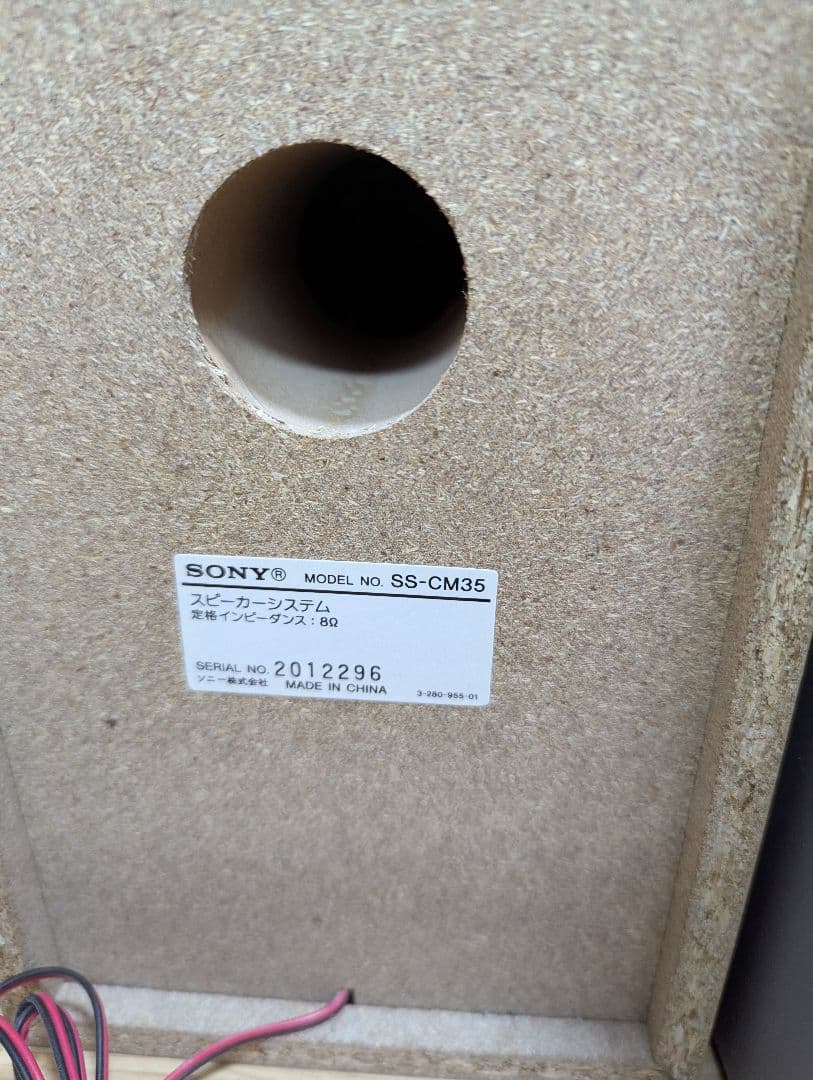 SONY® MODEL NO. SS-CM35
スピーカーシステム
定格インピーダンス：8Ω
SERIAL NO. 2012296
ソニー株式会社 MADE IN CHINA 3-280-955-01